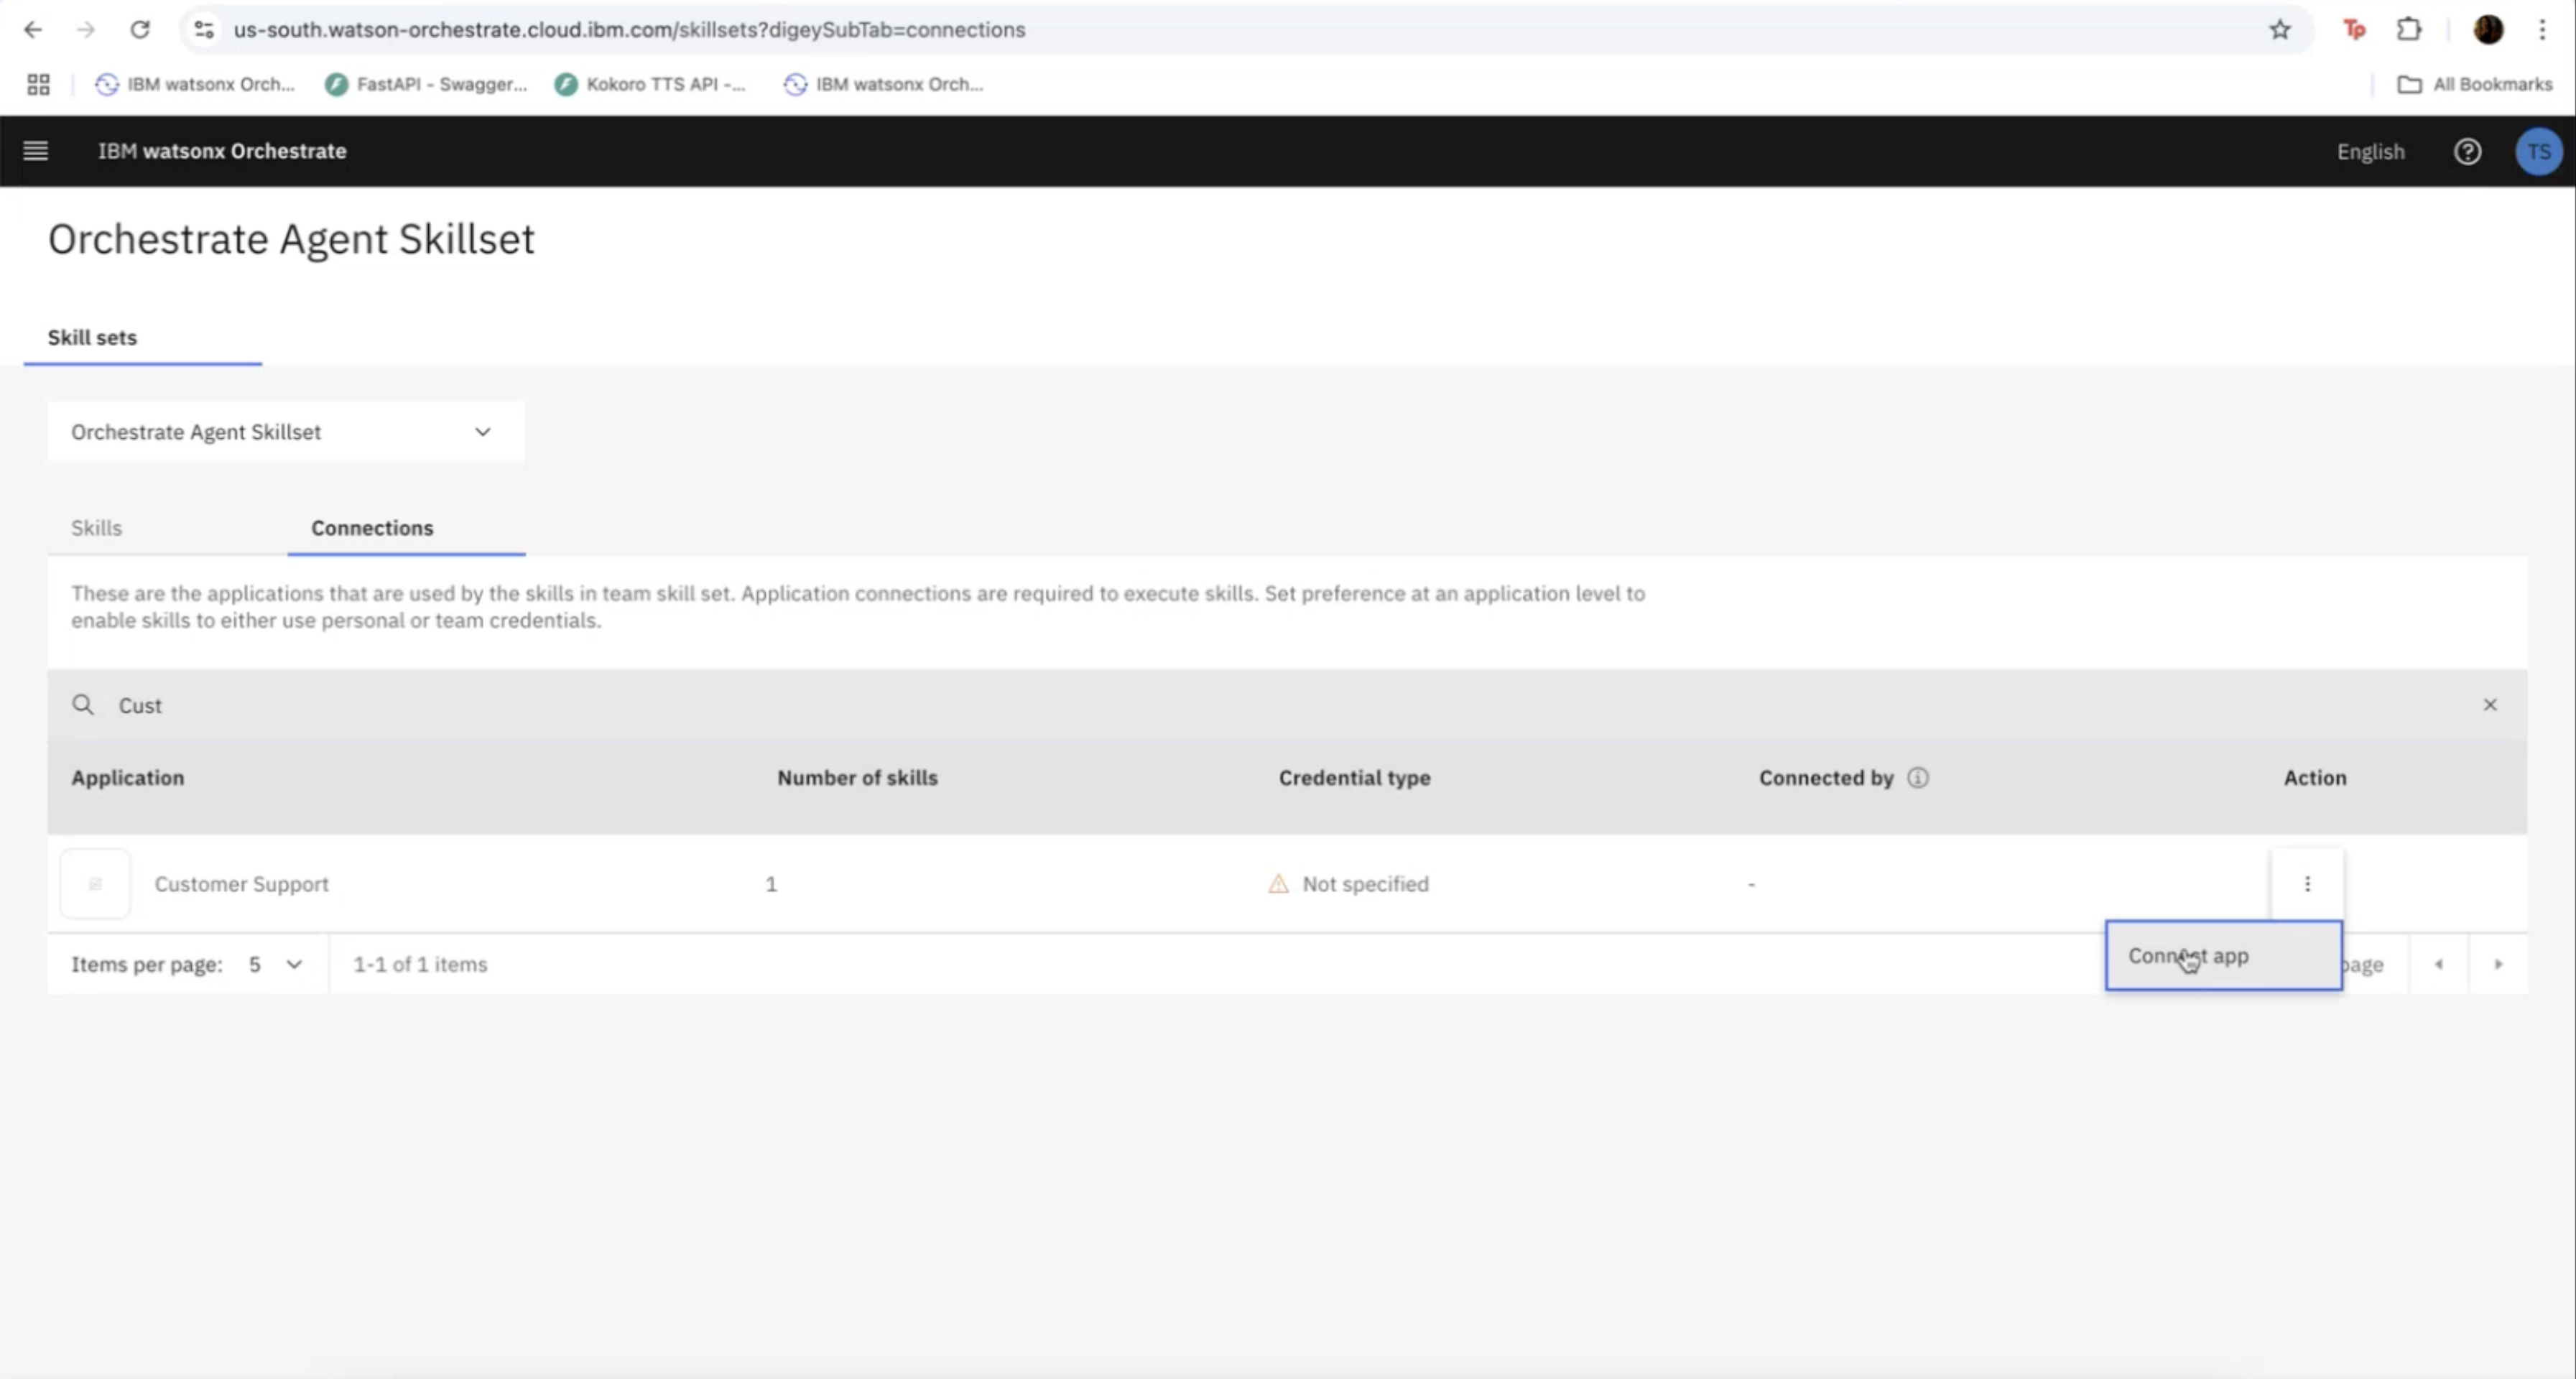 us-south.watson-orchestrate.cloud.ibm.com/skillsets?digeySubTab=connections
Tp
IBM watsonx Orch...
FastAPI - Swagger...
Kokoro TTS API -...
IBM watsonx Orch...
All Bookmarks
IBM watsonx Orchestrate
English
TS
Orchestrate Agent Skillset
Skill sets
Orchestrate Agent Skillset
Skills
Connections
These are the applications that are used by the skills in team skill set. Application connections are required to execute skills. Set preference at an application level to
enable skills to either use personal or team credentials.
Cust
Application
Number of skills
Credential type
Connected by
Action
Customer Support
1
Not specified
-
Connect app
Items per page: 5
1-1 of 1 items
page